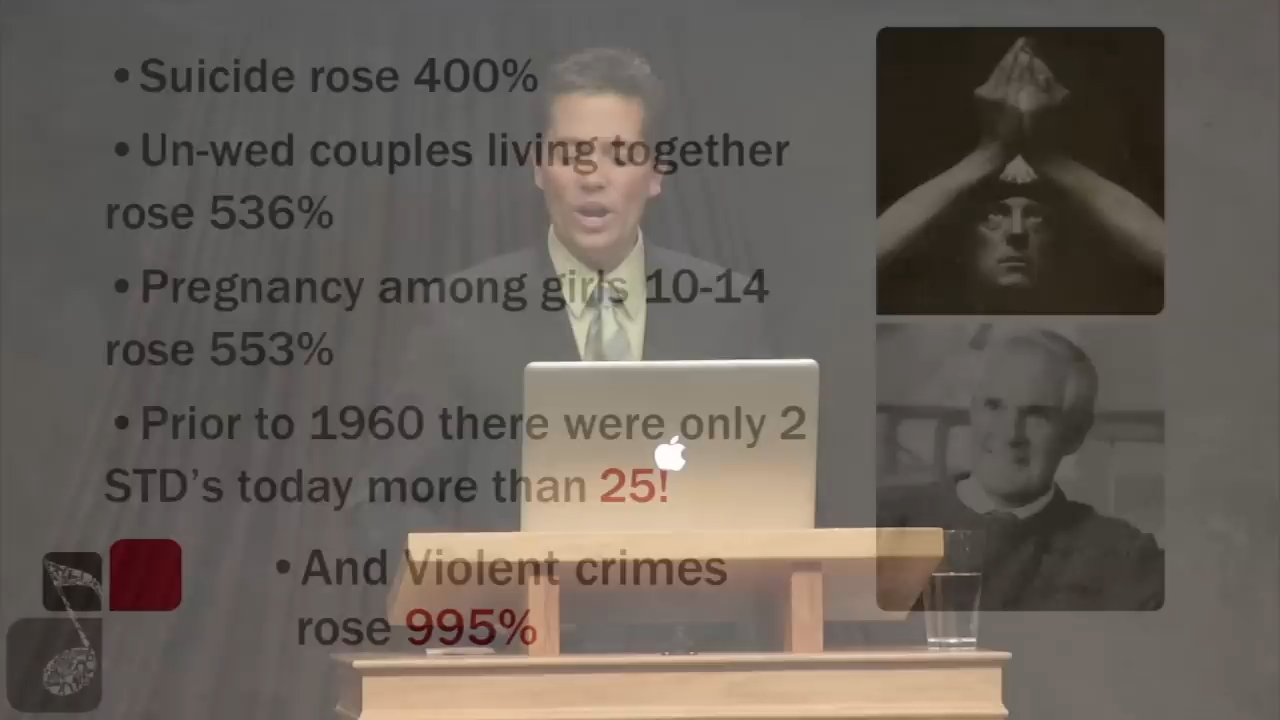 •Suicide rose 400%
•Un-wed couples living together
rose 536%
•Pregnancy among girls 10-14
rose 553%
•Prior to 1960 there were only 2
STD's today more than 25!
•And Violent crimes
rose 995%